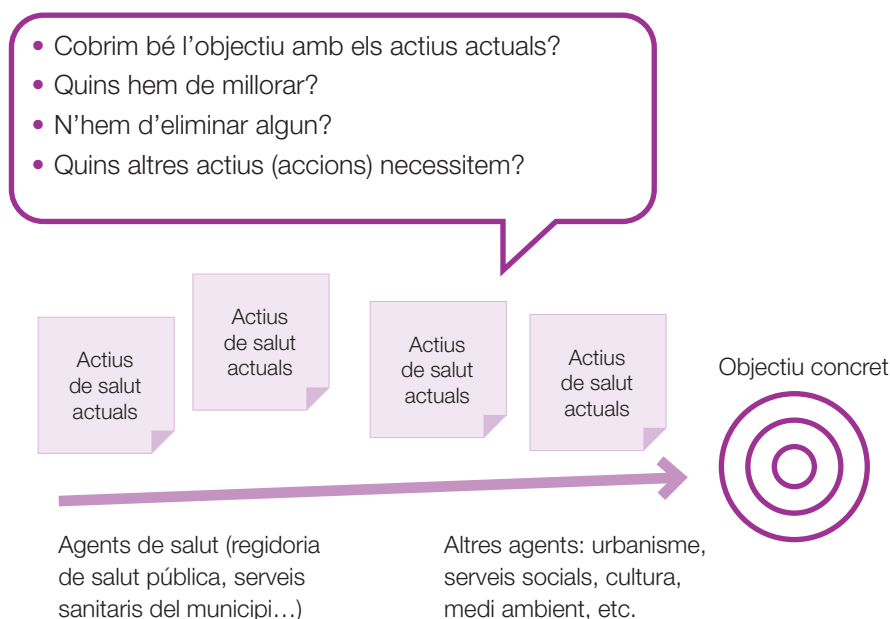 • Cobrim bé l’objectiu amb els actius actuals?
• Quins hem de millorar?
• N’hem d’eliminar algun?
• Quins altres actius (accions) necessitem?
Actius
de salut
actuals
Actius
de salut
actuals
Actius
de salut
actuals
Actius
de salut
actuals
Objectiu concret
Agents de salut (regidoria
de salut pública, serveis
sanitaris del municipi…)
Altres agents: urbanisme,
serveis socials, cultura,
medi ambient, etc.